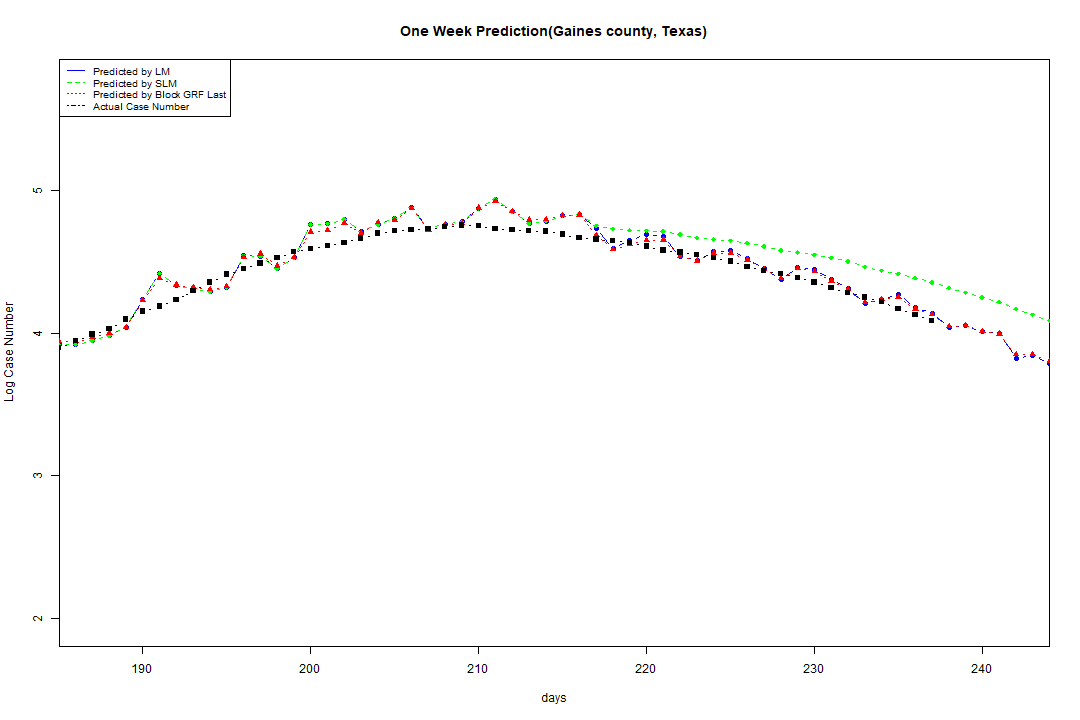 One Week Prediction(Gaines county, Texas)
Predicted by LM
Predicted by SLM
Predicted by Block GRF Last
Actual Case Number
5
4
3
2
Log Case Number
190 200 210 220 230 240
days